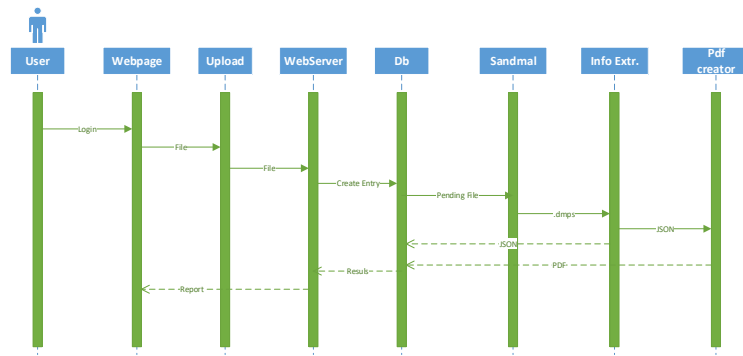 User
Webpage
Upload
WebServer
Db
Sandmal
Info Extr.
Pdf
creator
Login
File
File
Create Entry
Pending File
.dmps
JSON
JSON
PDF
Resuls
Report